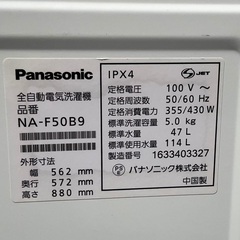 Panasonic
全自動電気洗濯機
品番
NA-F50B9
外形寸法
幅 562 mm
奥行 572 mm
高さ 880 mm
IPX4
JET
定格電圧 100 V~
定格周波数 50/60 Hz
定格消費電力 355/430 W
標準洗濯容量 5.0 kg
標準水量 47 L
標準使用水量 114 L
製造番号 1633403327
パナソニック株式会社
中国製